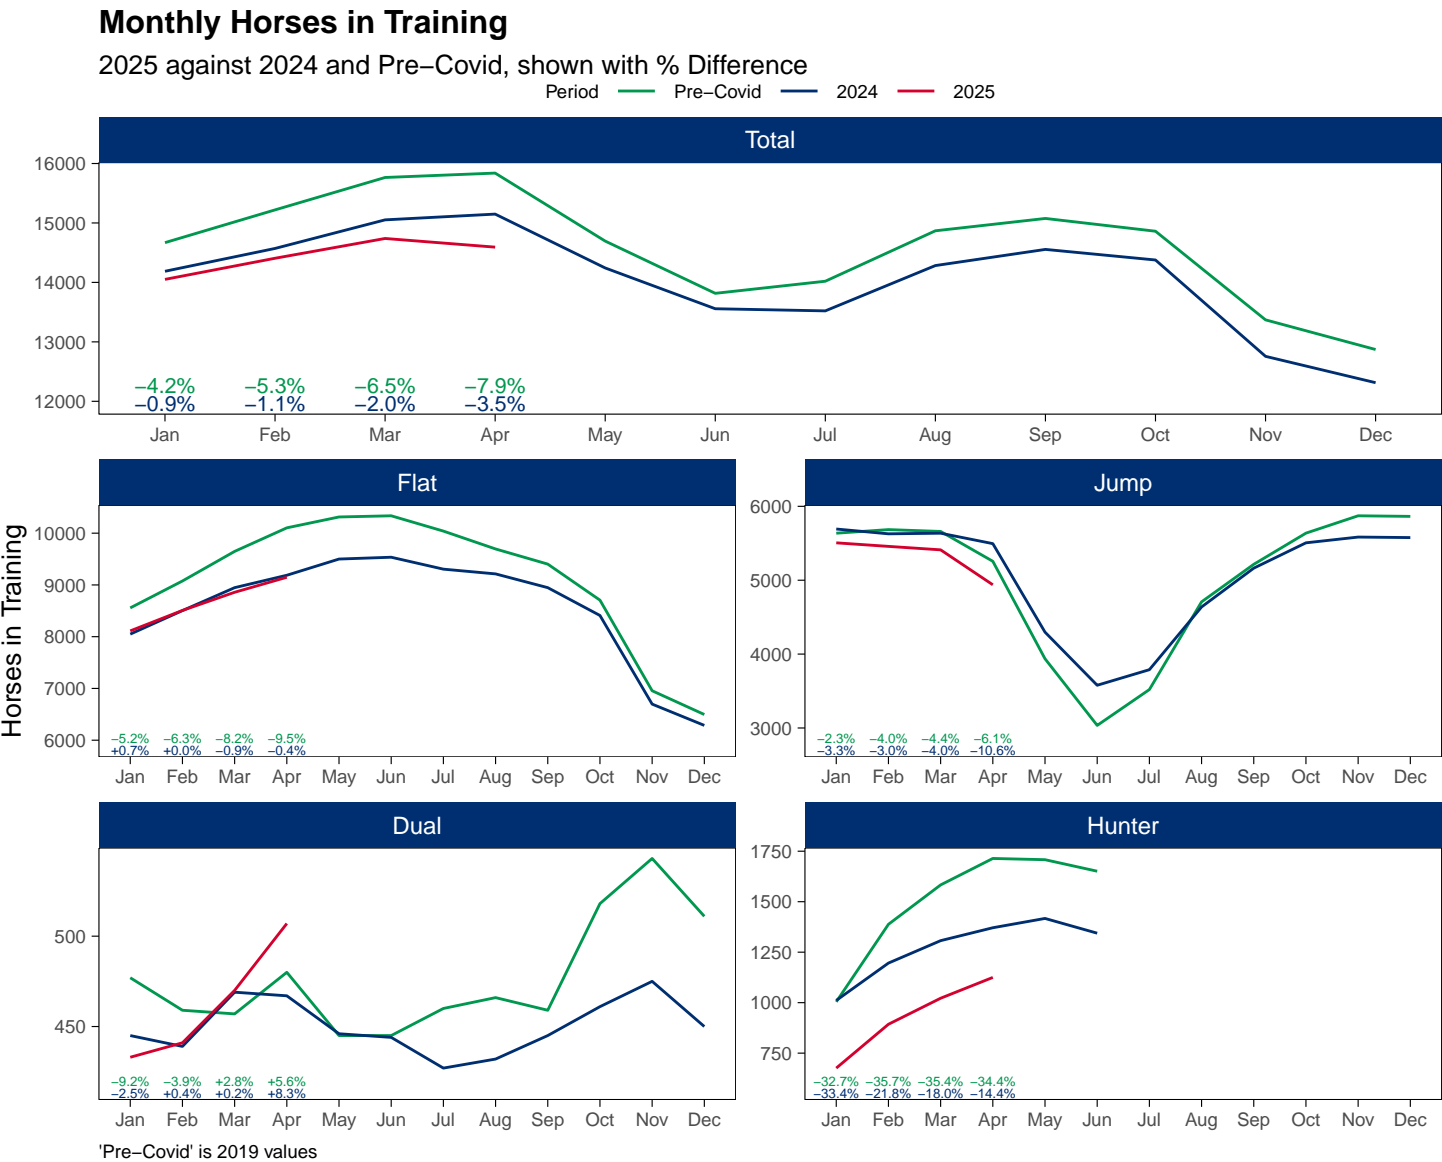 Monthly Horses in Training
2025 against 2024 and Pre−Covid, shown with % Difference
Period Pre−Covid 2024 2025
Total
16000
15000
14000
13000
12000
−4.2% −5.3% −6.5% −7.9%
−0.9% −1.1% −2.0% −3.5%
Jan Feb Mar Apr May Jun Jul Aug Sep Oct Nov Dec
Horses in Training
Flat
10000
9000
8000
7000
6000
−5.2% −6.3% −8.2% −9.5%
+0.7% +0.0% −0.9% −0.4%
Jan Feb Mar Apr May Jun Jul Aug Sep Oct Nov Dec
Jump
6000
5000
4000
3000
−2.3% −4.0% −4.4% −6.1%
−3.3% −3.0% −4.0% −10.6%
Jan Feb Mar Apr May Jun Jul Aug Sep Oct Nov Dec
Dual
500
450
−9.2% −3.9% +2.8% +5.6%
−2.5% +0.4% +0.2% +8.3%
Jan Feb Mar Apr May Jun Jul Aug Sep Oct Nov Dec
Hunter
1750
1500
1250
1000
750
−32.7% −35.7% −35.4% −34.4%
−33.4% −21.8% −18.0% −14.4%
Jan Feb Mar Apr May Jun Jul Aug Sep Oct Nov Dec
'Pre−Covid' is 2019 values